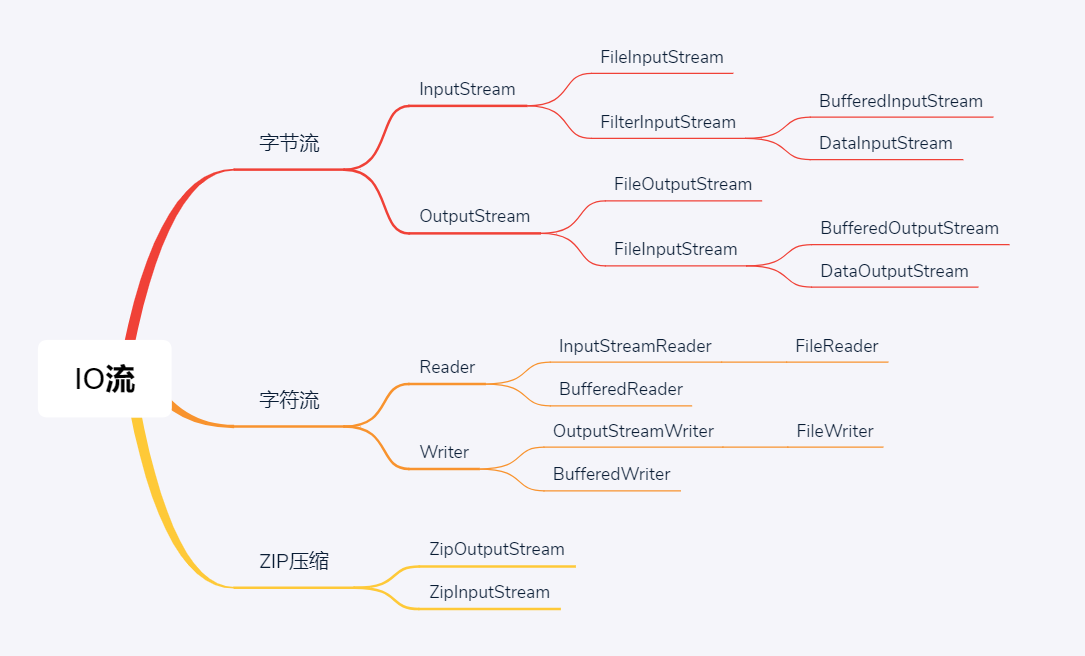 IO流
字节流
InputStream
FileInputStream
FilterInputStream
BufferedInputStream
DataInputStream
OutputStream
FileOutputStream
FileInputStream
BufferedOutputStream
DataOutputStream
字符流
Reader
InputStreamReader
FileReader
BufferedReader
Writer
OutputStreamWriter
FileWriter
BufferedWriter
ZIP压缩
ZipOutputStream
ZipInputStream